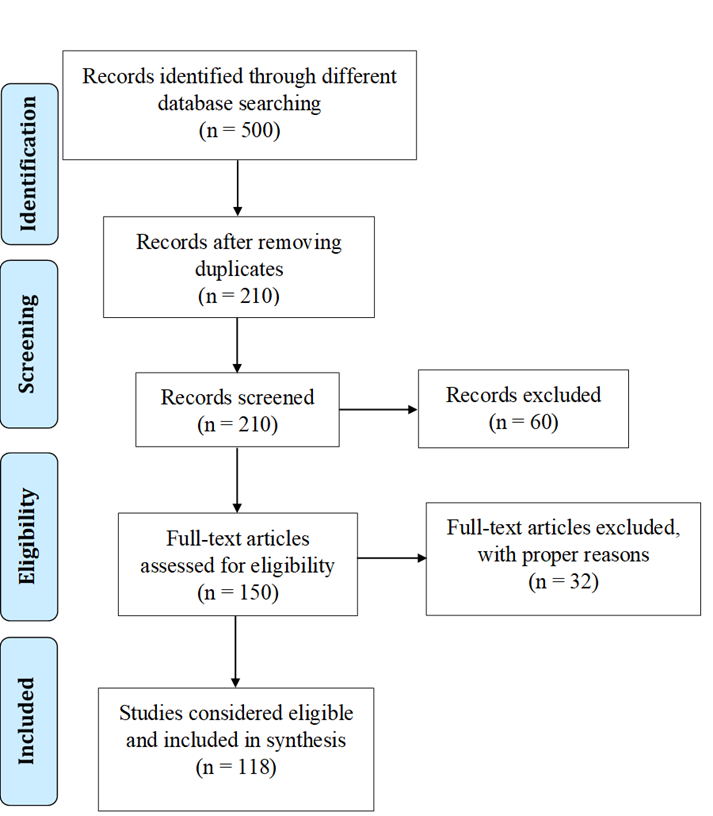 Identification
Records identified through different
database searching
(n = 500)
Records after removing
duplicates
(n = 210)
Screening
Records screened
(n = 210)
Records excluded
(n = 60)
Eligibility
Full-text articles
assessed for eligibility
(n = 150)
Full-text articles excluded,
with proper reasons
(n = 32)
Included
Studies considered eligible
and included in synthesis
(n = 118)